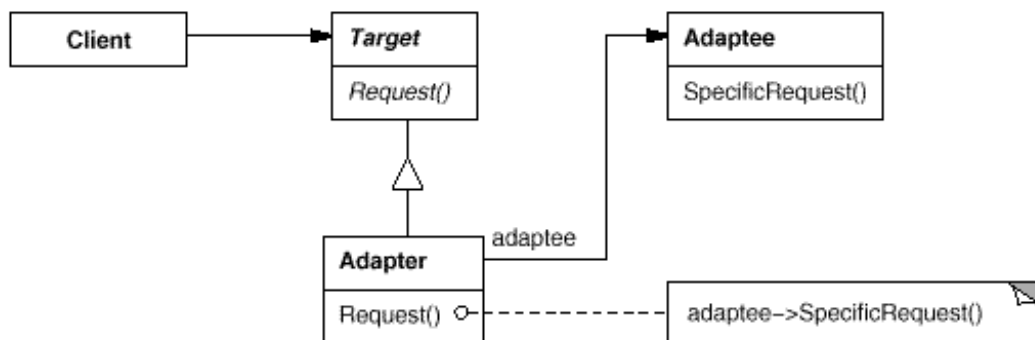 Client
Target
Request()
Adaptee
SpecificRequest()
adaptee
Adapter
Request()
adaptee->SpecificRequest()